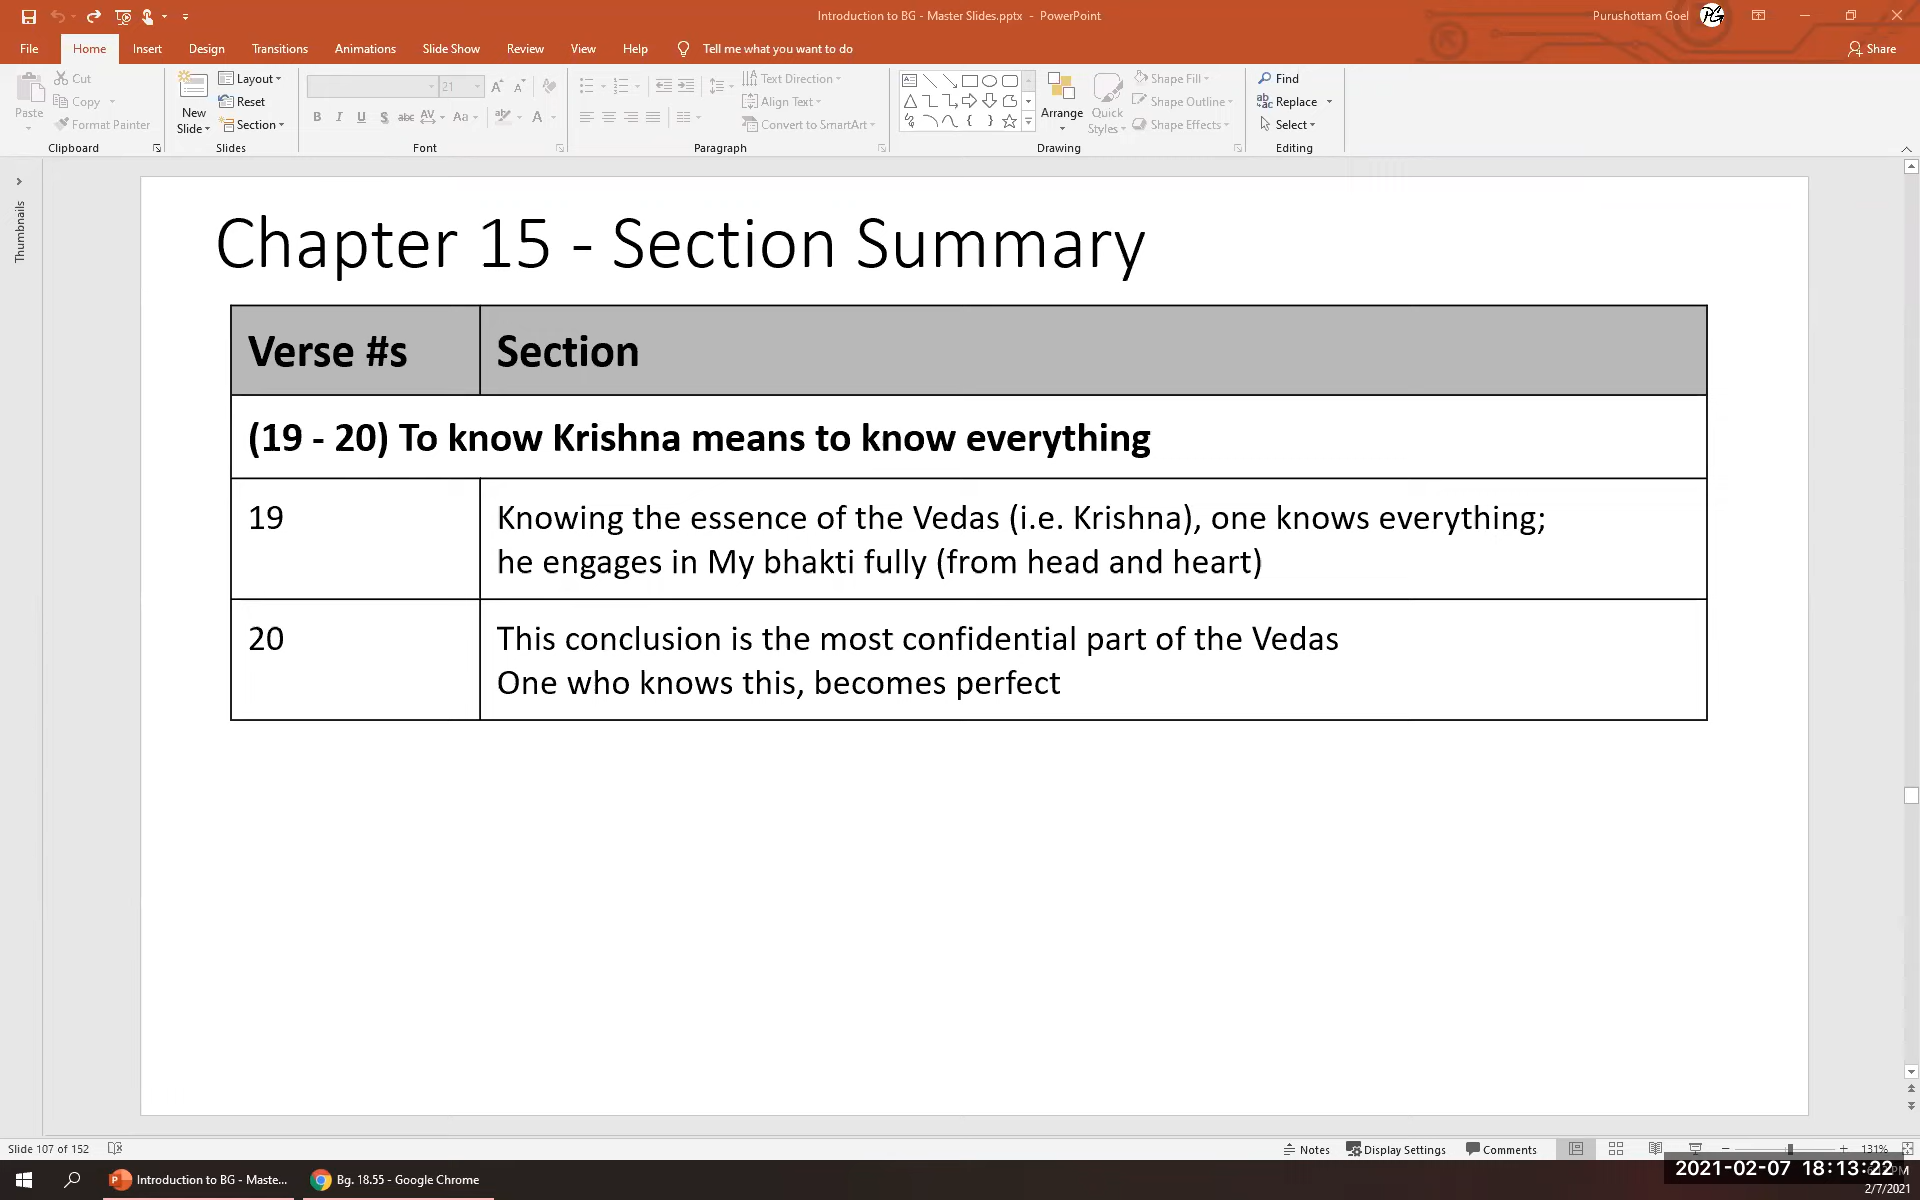 Introduction to BG - Master Slides.pptx - PowerPoint
Purushottam Goel
PG
File Home Insert Design Transitions Animations Slide Show Review View Help Tell me what you want to do
Share
Paste
Cut
Copy
Format Painter
Clipboard
New Slide
Layout
Reset
Section
Slides
21
B I U S abc AV Aa A
Font
Text Direction
Align Text
Convert to SmartArt
Paragraph
Arrange
Quick Styles
Shape Fill
Shape Outline
Shape Effects
Drawing
Find
Replace
Select
Editing
Thumbnails
Chapter 15 - Section Summary
Verse #s Section
(19 - 20) To know Krishna means to know everything
19 Knowing the essence of the Vedas (i.e. Krishna), one knows everything;
he engages in My bhakti fully (from head and heart)
20 This conclusion is the most confidential part of the Vedas
One who knows this, becomes perfect
Slide 107 of 152
Notes Display Settings Comments 131%
Introduction to BG - Maste...
Bg. 18.55 - Google Chrome
2021-02-07 18:13:22
2/7/2021